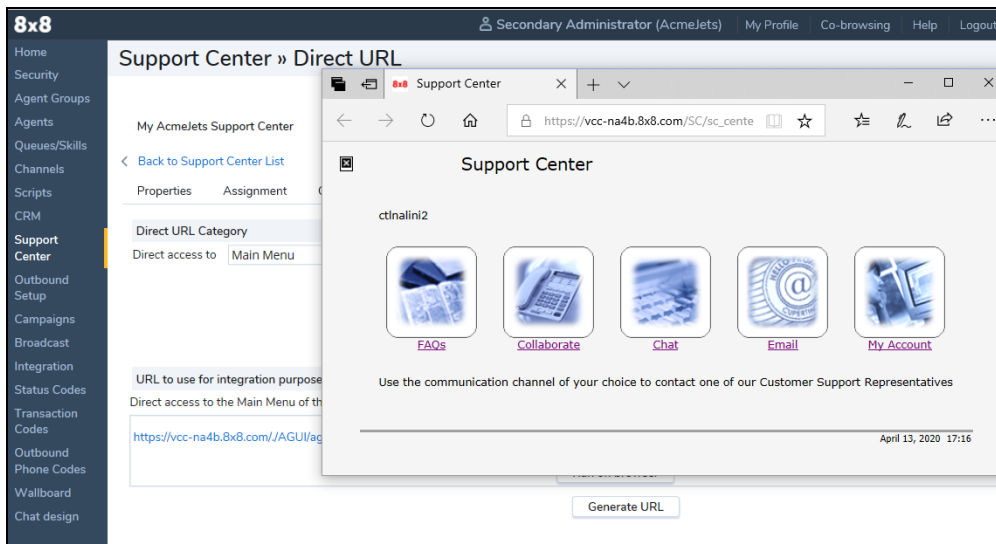 8x8
Secondary Administrator (AcmeJets) My Profile Co-browsing Help Logout
Home
Security
Agent Groups
Agents
Queues/Skills
Channels
Scripts
CRM
Support
Center
Outbound
Setup
Campaigns
Broadcast
Integration
Status Codes
Transaction
Codes
Outbound
Phone Codes
Wallboard
Chat design
Support Center » Direct URL
My AcmeJets Support Center
Back to Support Center List
Properties Assignment
Direct URL Category
Direct access to Main Menu
URL to use for integration purpose
Direct access to the Main Menu of th
https://vcc-na4b.8x8.com/./AGUI/ag
Generate URL
8x8 Support Center
https://vcc-na4b.8x8.com/SC/sc_cente
Support Center
ctlnalini2
FAQs Collaborate Chat Email My Account
Use the communication channel of your choice to contact one of our Customer Support Representatives
April 13, 2020 17:16